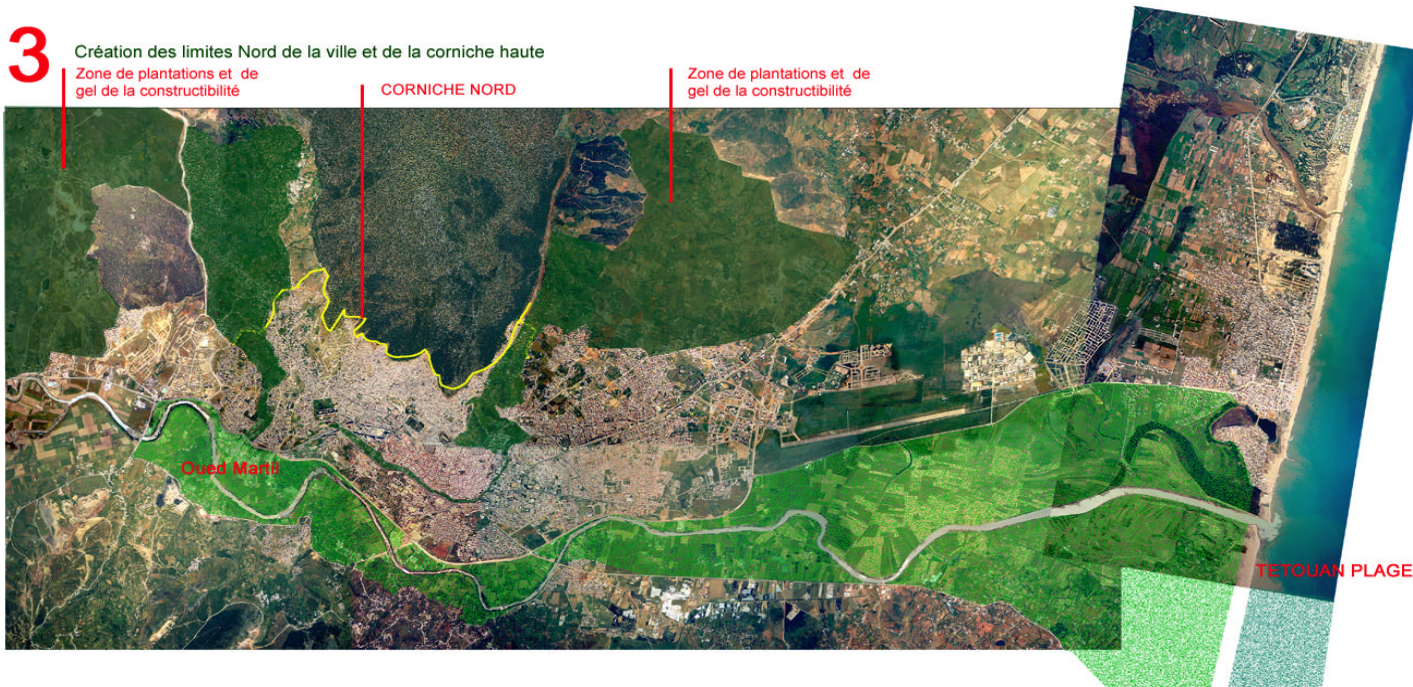 3
Création des limites Nord de la ville et de la corniche haute
Zone de plantations et de
gel de la constructibilité
CORNICHE NORD
Zone de plantations et de
gel de la constructibilité
Oued Martil
TETOUAN PLAGE